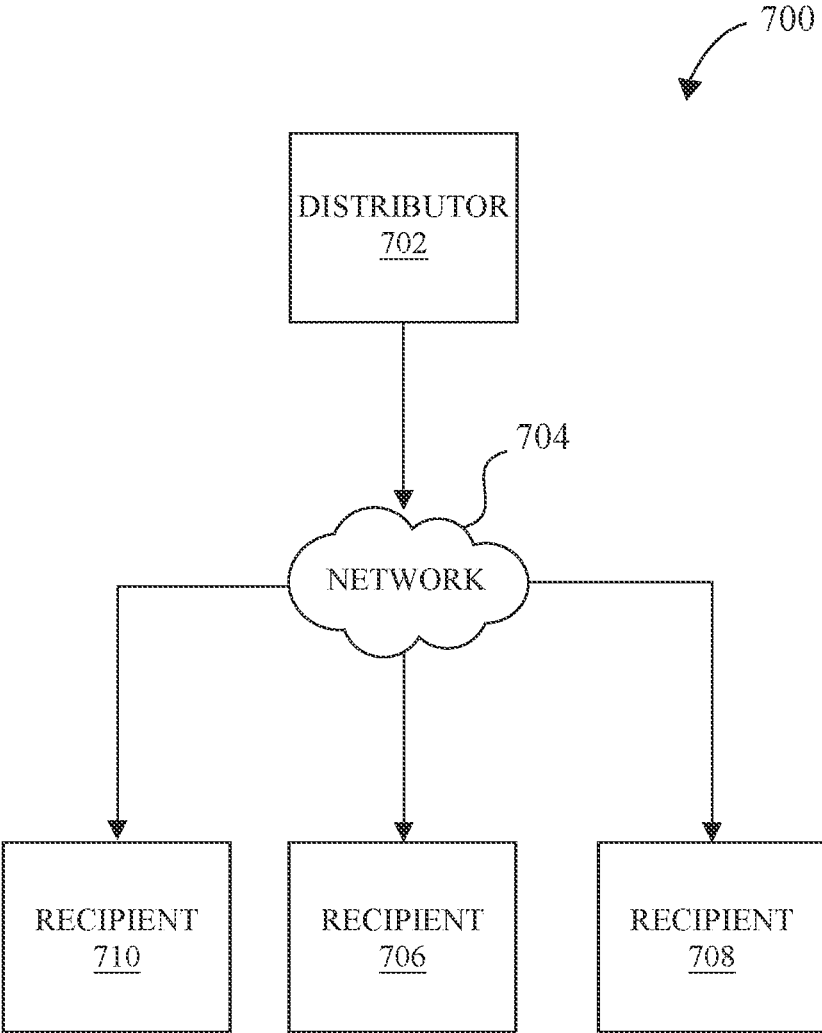 700
DISTRIBUTOR
702
704
NETWORK
RECIPIENT
710
RECIPIENT
706
RECIPIENT
708